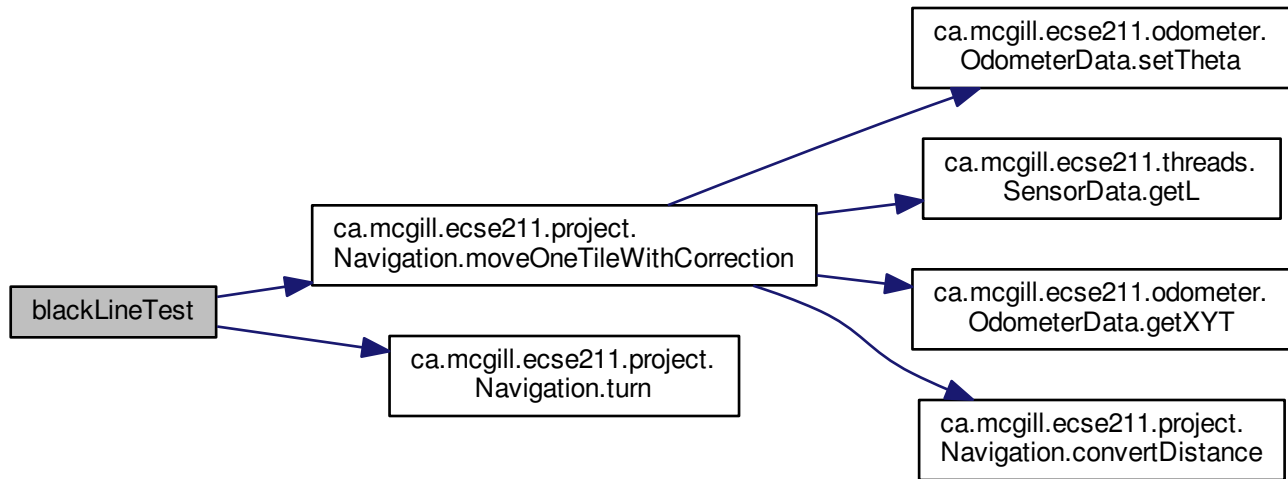 blackLineTest
ca.mcgill.ecse211.project.
Navigation.moveOneTileWithCorrection
ca.mcgill.ecse211.project.
Navigation.turn
ca.mcgill.ecse211.odometer.
OdometerData.setTheta
ca.mcgill.ecse211.threads.
SensorData.getL
ca.mcgill.ecse211.odometer.
OdometerData.getXYT
ca.mcgill.ecse211.project.
Navigation.convertDistance